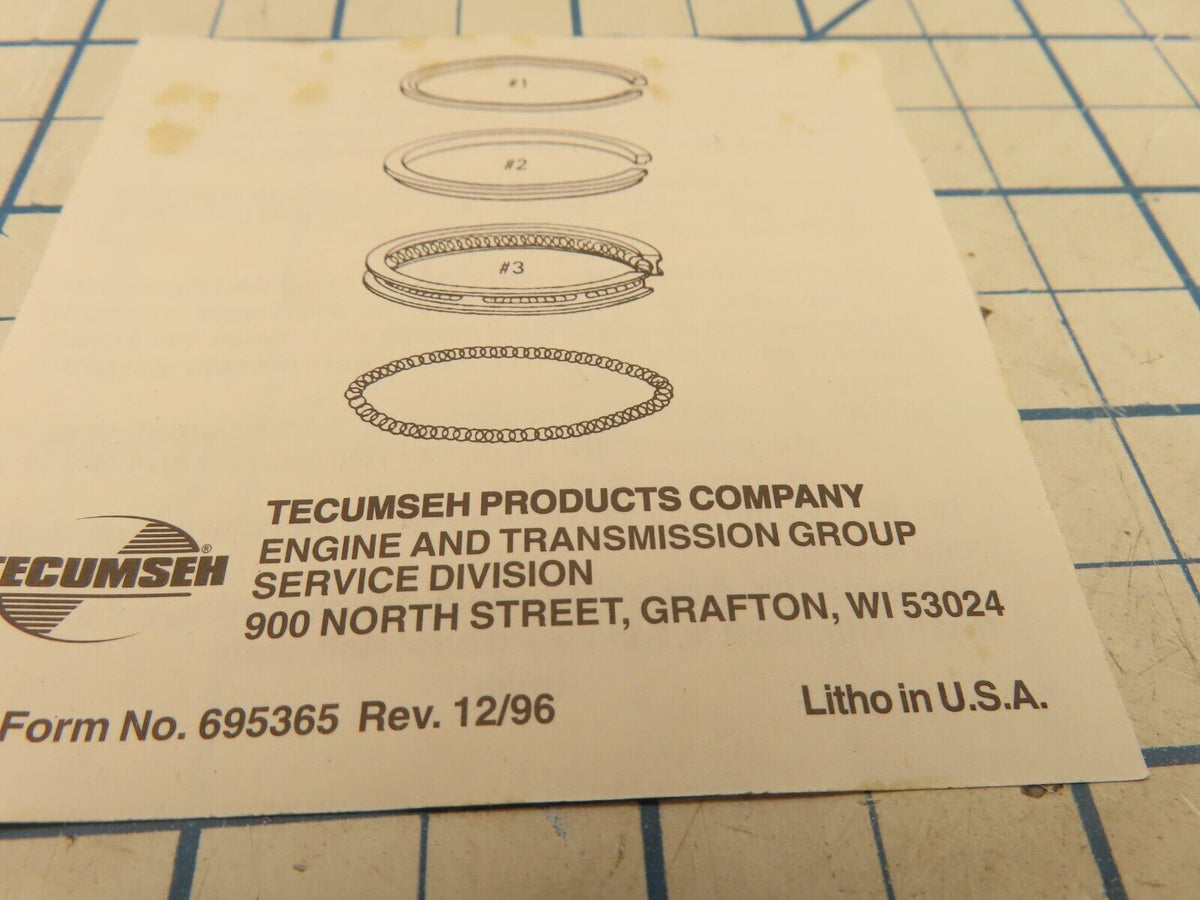 #1
#2
#3
TECUMSEH PRODUCTS COMPANY
ENGINE AND TRANSMISSION GROUP
SERVICE DIVISION
900 NORTH STREET, GRAFTON, WI 53024
TECUMSEH®
Form No. 695365 Rev. 12/96
Litho in U.S.A.